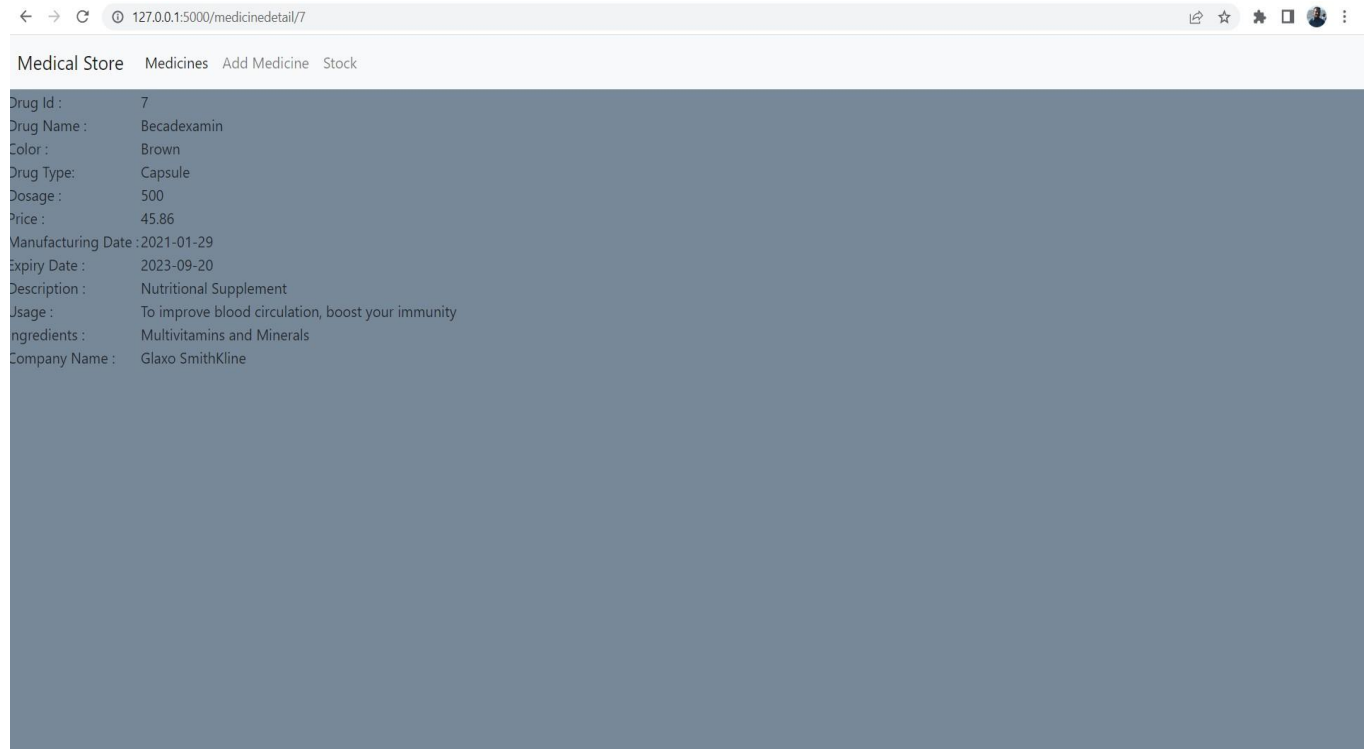 127.0.0.1:5000/medicinedetail/7
Medical Store Medicines Add Medicine Stock
Drug Id : 7
Drug Name : Becadexamin
Color : Brown
Drug Type: Capsule
Dosage : 500
Price : 45.86
Manufacturing Date : 2021-01-29
Expiry Date : 2023-09-20
Description : Nutritional Supplement
Usage : To improve blood circulation, boost your immunity
Ingredients : Multivitamins and Minerals
Company Name : Glaxo SmithKline